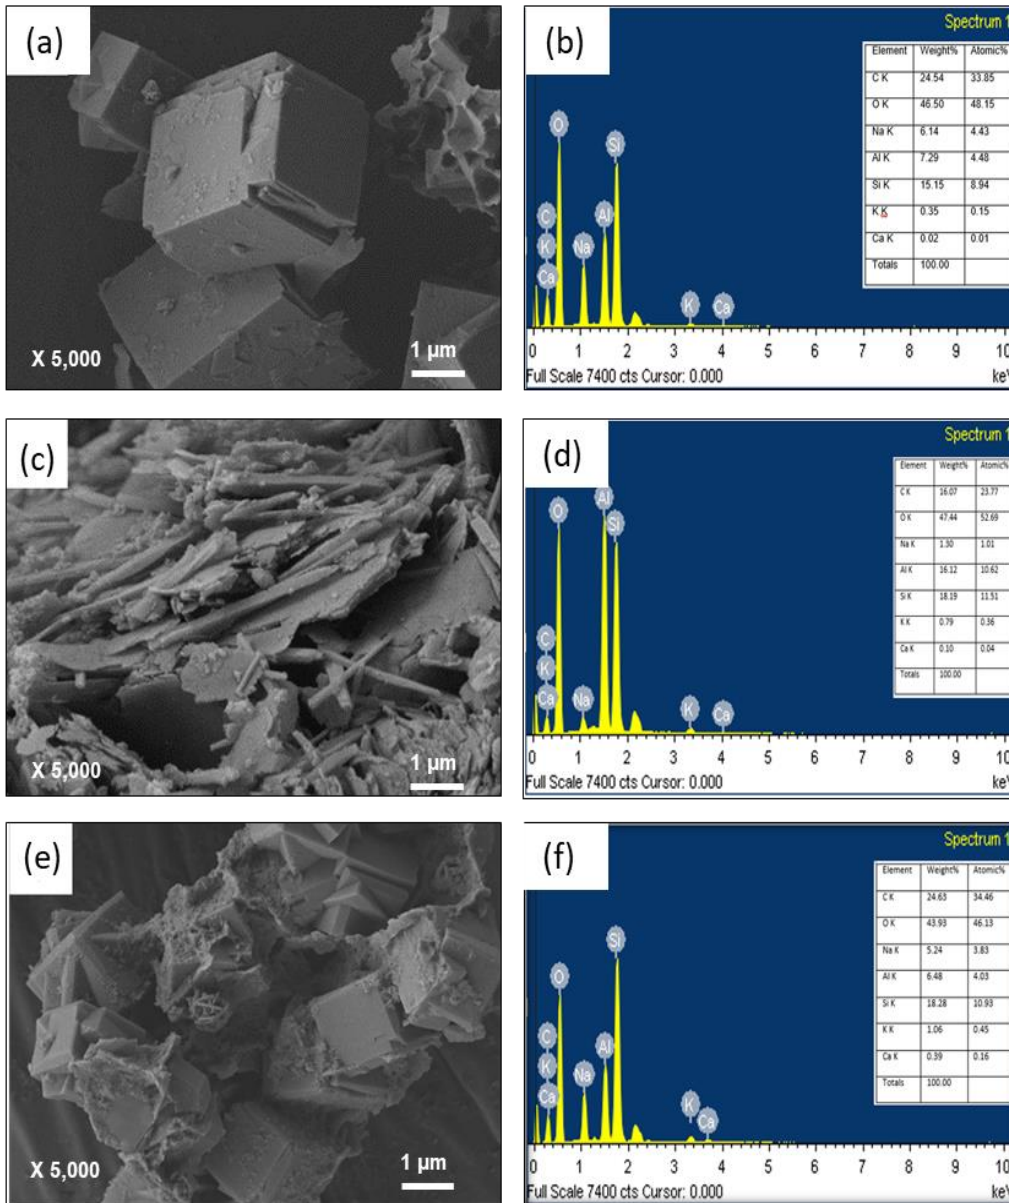 (a)
X 5,000
1 µm
(b)
Spectrum 1
Element Weight% Atomic%
C K 24.54 33.85
O K 46.50 48.15
Na K 6.14 4.43
Al K 7.29 4.48
Si K 15.15 8.94
K K 0.35 0.15
Ca K 0.02 0.01
Totals 100.00
O
Si
C
Al
K
Na
Ca
K
Ca
0 1 2 3 4 5 6 7 8 9 10
Full Scale 7400 cts Cursor: 0.000 keV
(c)
X 5,000
1 µm
(d)
Spectrum 1
Element Weight% Atomic%
C K 16.07 23.77
O K 47.44 52.69
Na K 1.30 1.01
Al K 16.12 10.62
Si K 18.19 11.51
K K 0.79 0.36
Ca K 0.10 0.04
Totals 100.00
Al
O
Si
C
K
Ca
Na
K
Ca
0 1 2 3 4 5 6 7 8 9 10
Full Scale 7400 cts Cursor: 0.000 keV
(e)
X 5,000
1 µm
(f)
Spectrum 1
Element Weight% Atomic%
C K 24.63 34.46
O K 43.93 46.13
Na K 5.24 3.83
Al K 6.48 4.03
Si K 18.28 10.93
K K 1.06 0.45
Ca K 0.39 0.16
Totals 100.00
Si
O
C
Al
K
Na
Ca
K
Ca
0 1 2 3 4 5 6 7 8 9 10
Full Scale 7400 cts Cursor: 0.000 keV